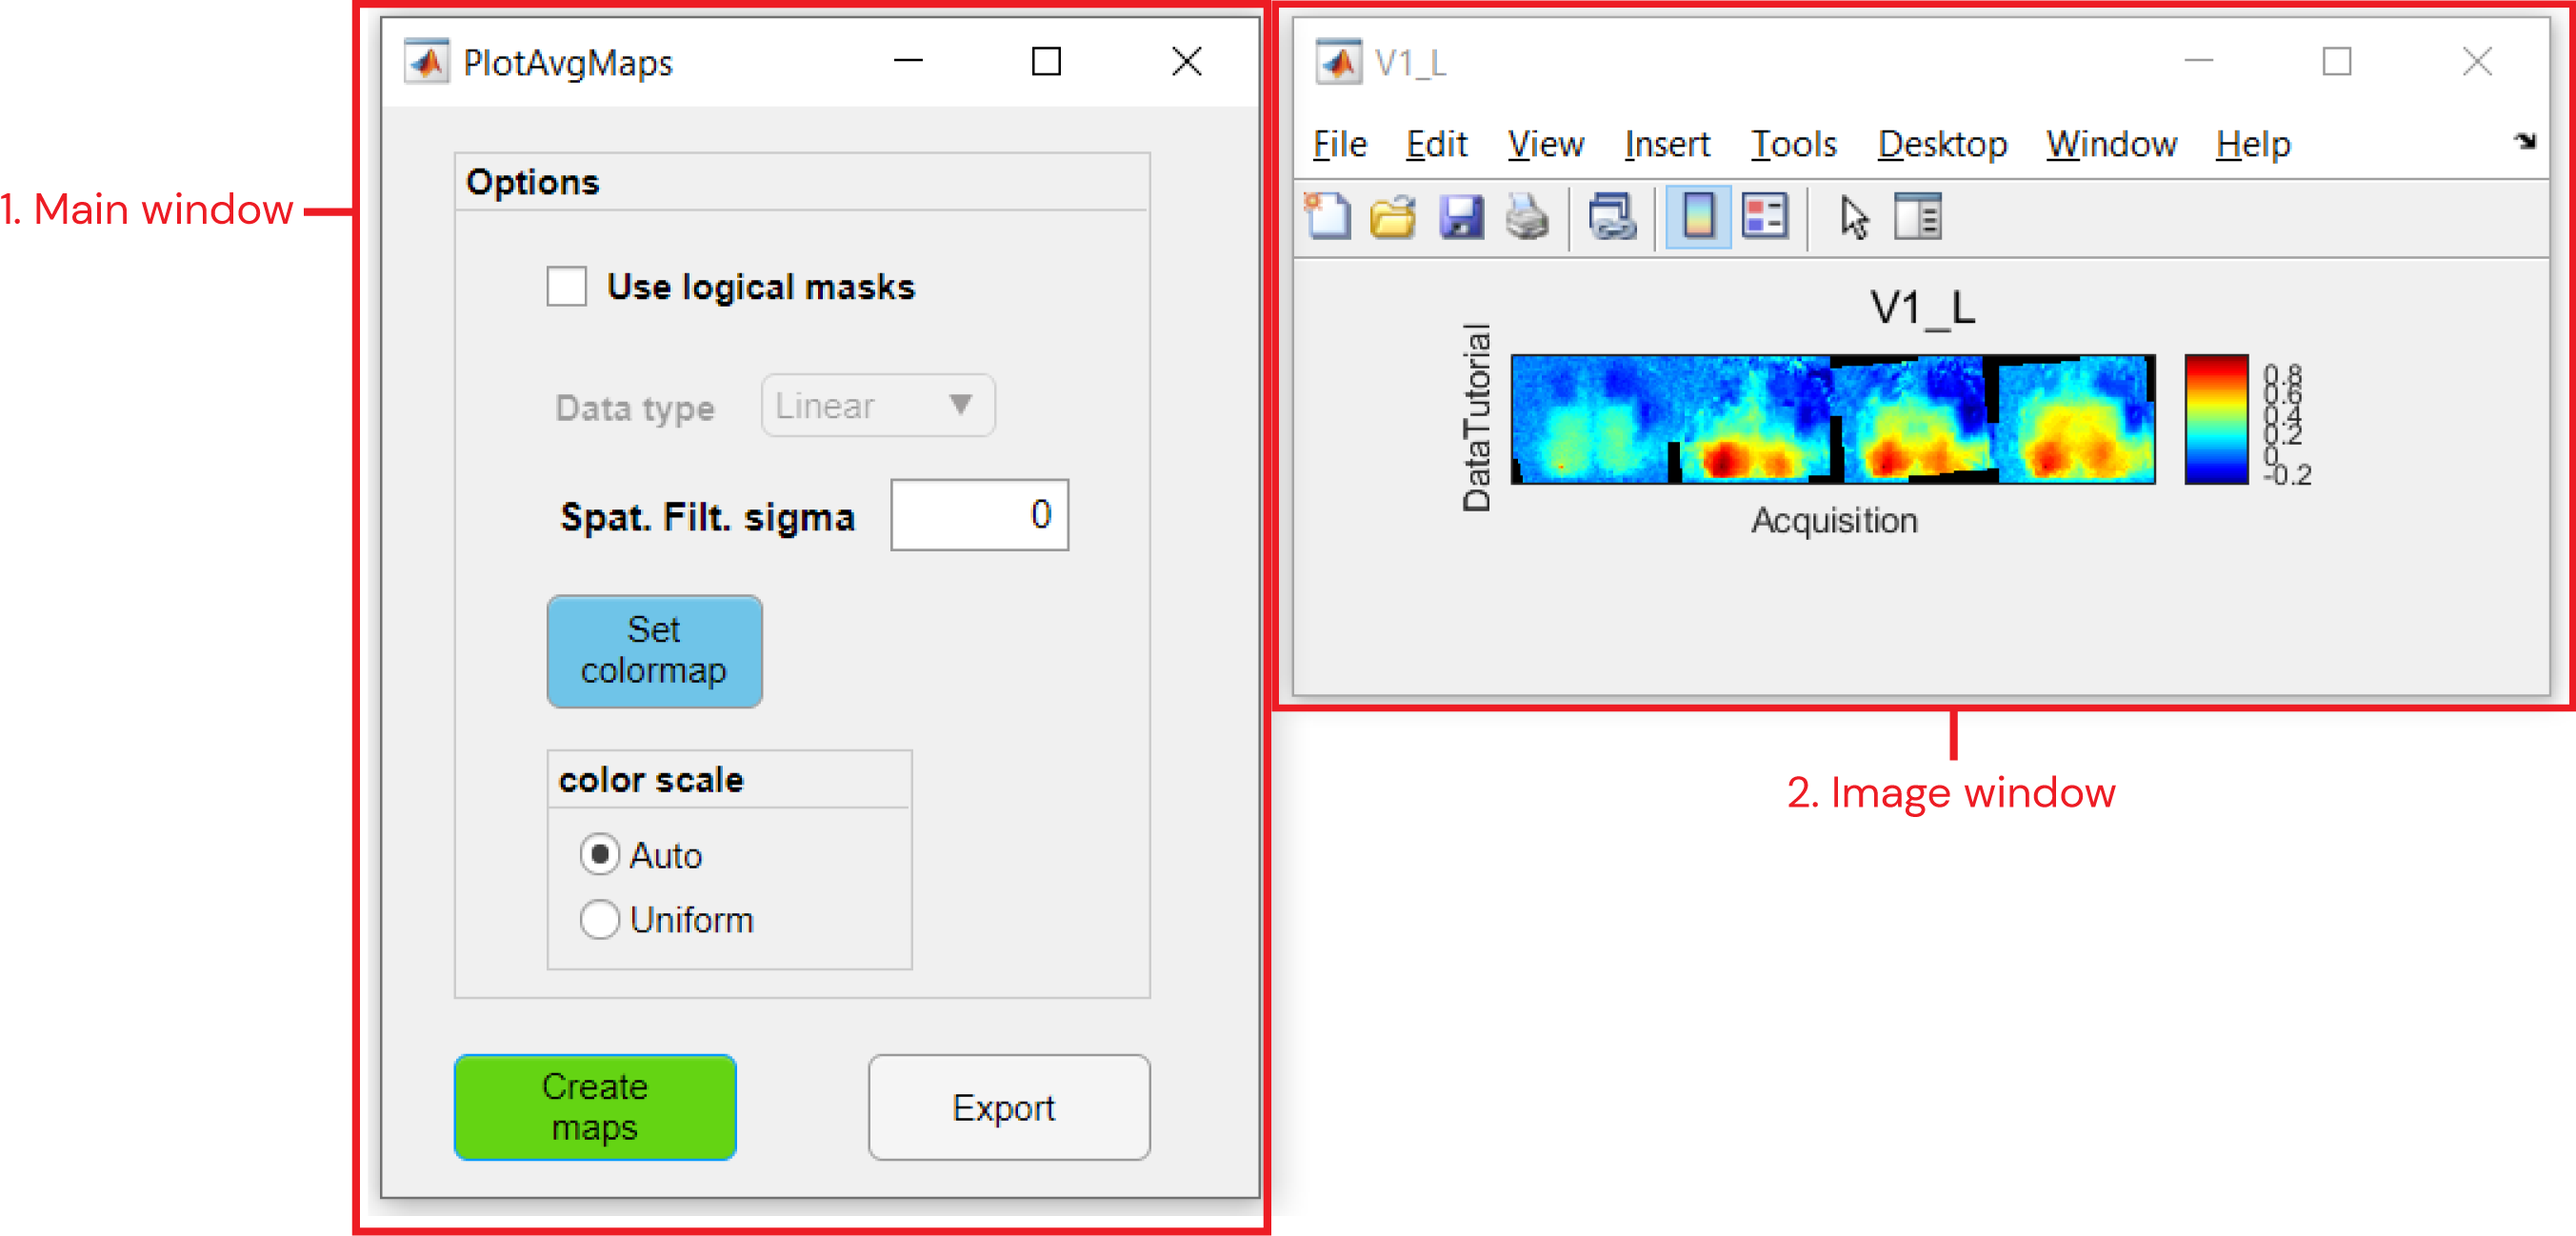 1. Main window
PlotAvgMaps
Options
Use logical masks
Data type
Linear
Spat. Filt. sigma
0
Set
colormap
color scale
Auto
Uniform
Create
maps
Export
V1_L
File Edit View Insert Tools Desktop Window Help
V1_L
DataTutorial
0.8
0.6
0.4
0.2
0
-0.2
Acquisition
2. Image window